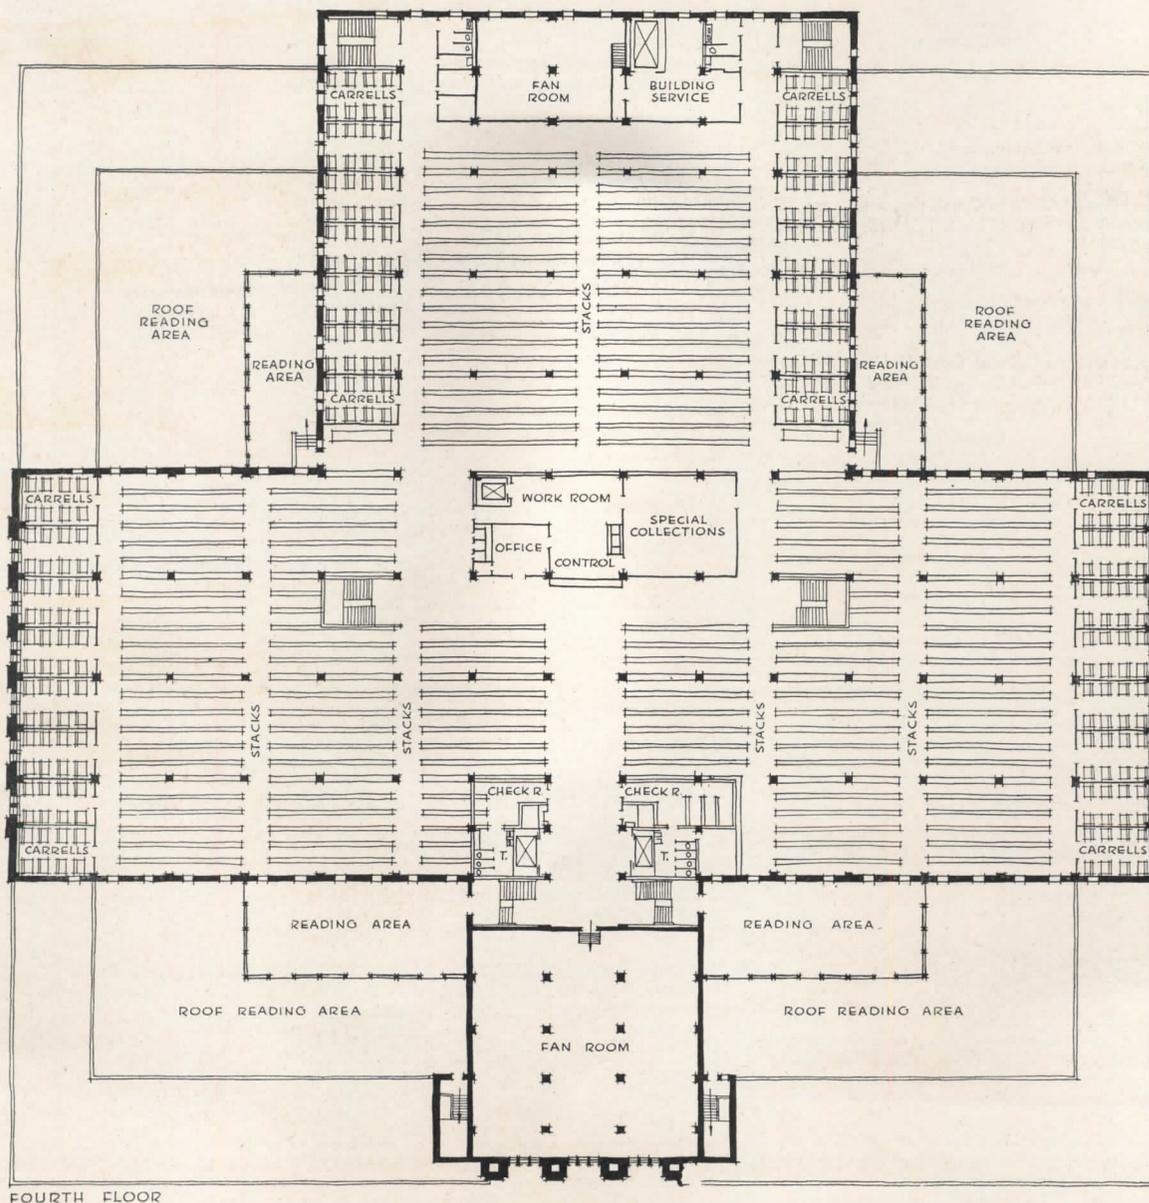 FAN
ROOM
BUILDING
SERVICE
CARRELLS
CARRELLS
STACKS
ROOF
READING
AREA
READING
AREA
READING
AREA
ROOF
READING
AREA
CARRELLS
CARRELLS
CARRELLS
WORK ROOM
OFFICE
CONTROL
SPECIAL
COLLECTIONS
CARRELLS
STACKS
STACKS
STACKS
STACKS
CHECK R.
CHECK R.
T.
T.
CARRELLS
CARRELLS
READING AREA
READING AREA
ROOF READING AREA
ROOF READING AREA
FAN ROOM
FOURTH FLOOR